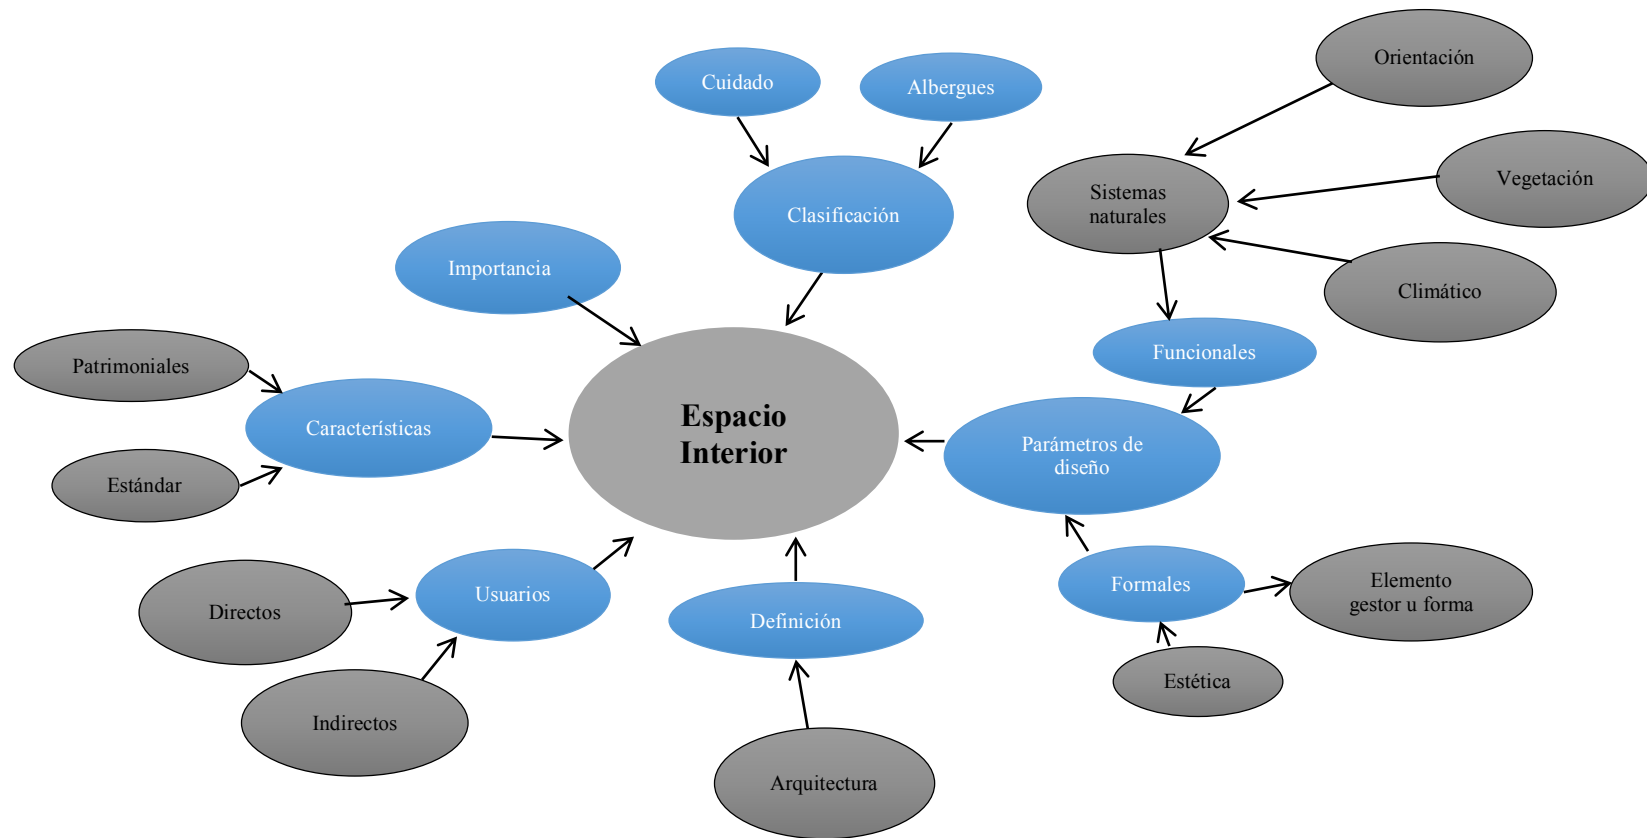 Orientación
Cuidado
Albergues
Vegetación
Sistemas
naturales
Clasificación
Importancia
Climático
Funcionales
Patrimoniales
Espacio
Interior
Características
Parámetros de
diseño
Estándar
Formales
Elemento
gestor u forma
Usuarios
Directos
Definición
Estética
Indirectos
Arquitectura